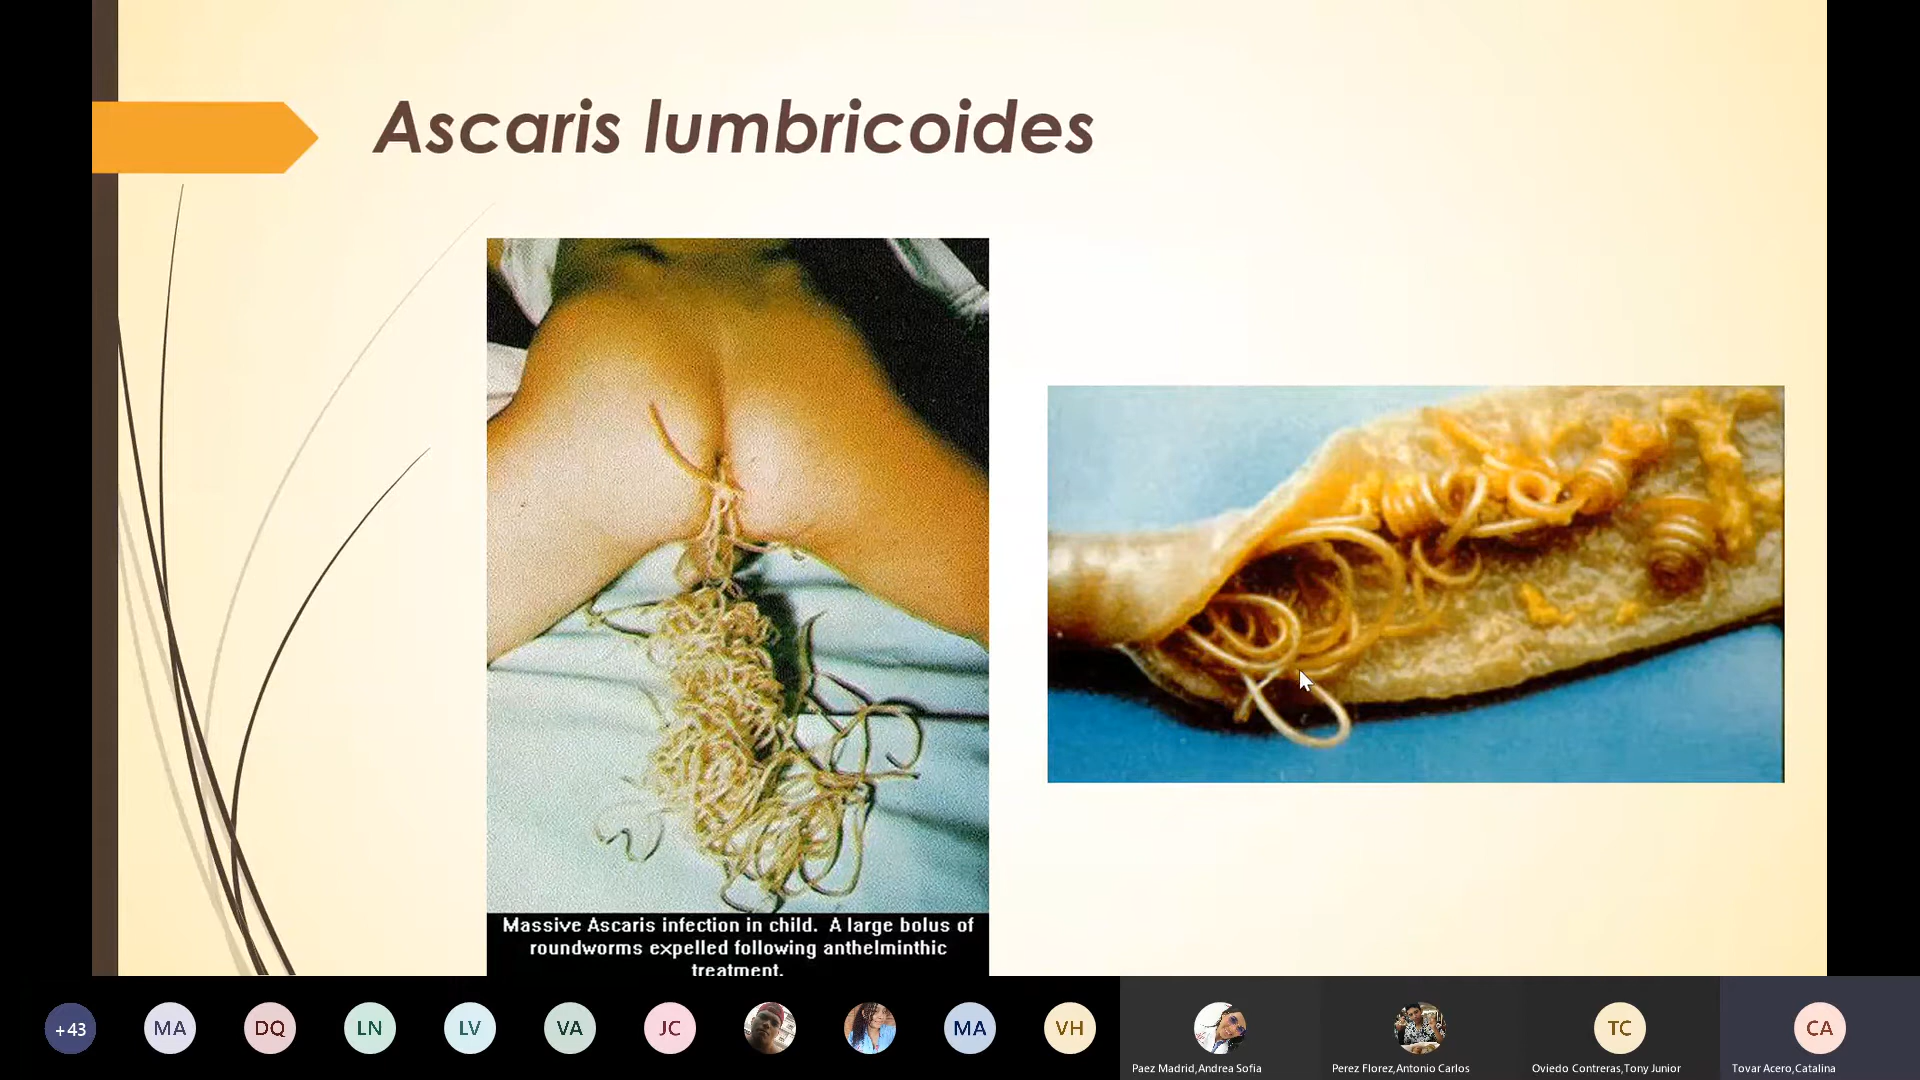 Ascaris lumbricoides
Massive Ascaris infection in child. A large bolus of
roundworms expelled following anthelminthic
treatment.
+43
MA
DQ
LN
LV
VA
JC
MA
VH
TC
CA
Paez Madrid,Andrea Sofia
Perez Florez,Antonio Carlos
Oviedo Contreras,Tony Junior
Tovar Acero,Catalina